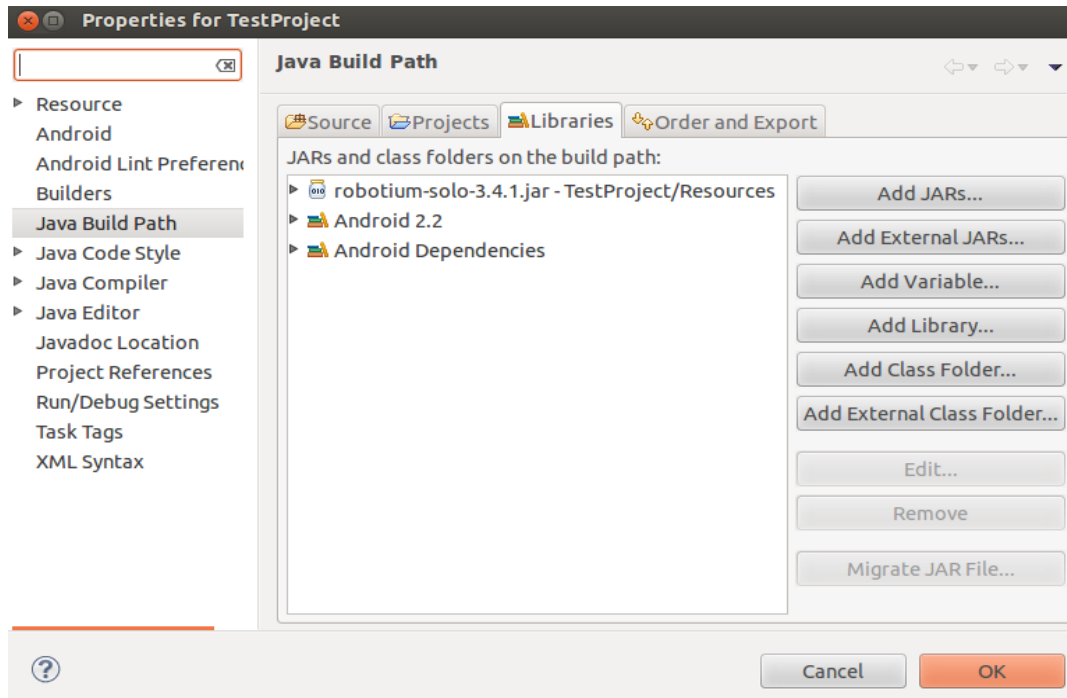 Properties for TestProject
Java Build Path
Resource
Android
Android Lint Preferen
Builders
Java Build Path
Java Code Style
Java Compiler
Java Editor
Javadoc Location
Project References
Run/Debug Settings
Task Tags
XML Syntax
Source Projects Libraries Order and Export
JARs and class folders on the build path:
robotium-solo-3.4.1.jar - TestProject/Resources
Android 2.2
Android Dependencies
Add JARs...
Add External JARs...
Add Variable...
Add Library...
Add Class Folder...
Add External Class Folder...
Edit...
Remove
Migrate JAR File...
Cancel OK